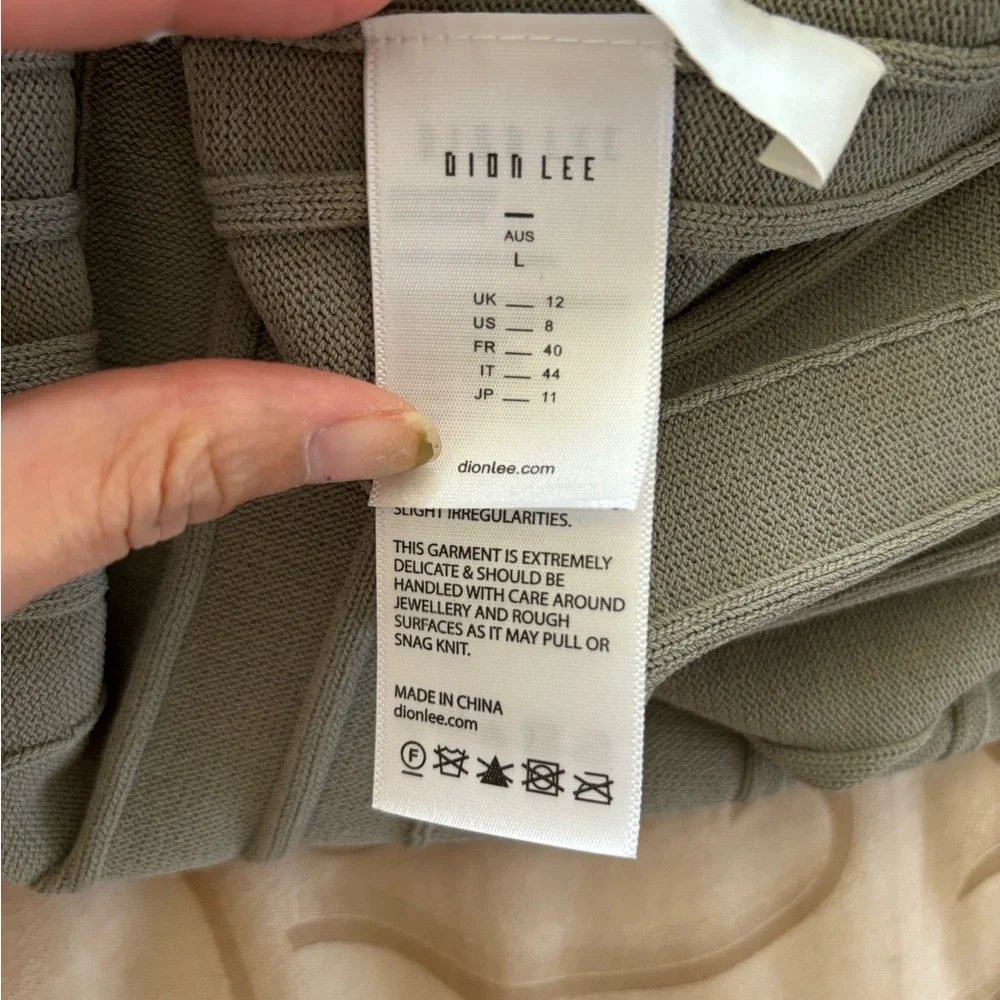 DION LEE
AUS
L
UK — 12
US — 8
FR — 40
IT — 44
JP — 11
dionlee.com
SLIGHT IRREGULARITIES.
THIS GARMENT IS EXTREMELY
DELICATE & SHOULD BE
HANDLED WITH CARE AROUND
JEWELLERY AND ROUGH
SURFACES AS IT MAY PULL OR
SNAG KNIT.
MADE IN CHINA
dionlee.com
F